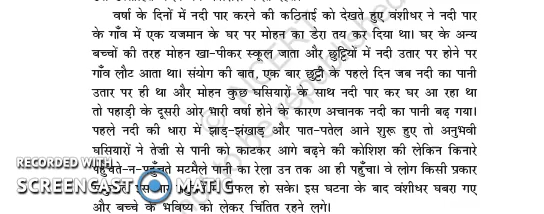 वर्षा के दिनों में नदी पार करने की कठिनाई को देखते हुए वंशीधर ने नदी पार
के गाँव में एक यजमान के घर पर मोहन का डेरा तय कर दिया था। घर के अन्य
बच्चों की तरह मोहन खा-पीकर स्कूल जाता और छुट्टियों में नदी उतार पर होने पर
गाँव लौट आता था। संयोग की बात, एक बार छुट्टी के पहले दिन जब नदी का पानी
उतार पर ही था और मोहन कुछ घसियारों के साथ नदी पार कर घर आ रहा था
तो पहाड़ी के दूसरी ओर भारी वर्षा होने के कारण अचानक नदी का पानी बढ़ गया।
पहले नदी की धारा में झाड़-झंखाड़ और पात-पतेल आने शुरू हुए तो अनुभवी
घसियारों ने तेज़ी से पानी को काटकर आगे बढ़ने की कोशिश की लेकिन किनारे
पहुँचते-न-पहुँचते मटमैले पानी का रेला उन तक आ ही पहुँचा। वे लोग किसी प्रकार
सफल हो सके। इस घटना के बाद वंशीधर घबरा गए
और बच्चे के भविष्य को लेकर चिंतित रहने लगे।
RECORDED WITH
SCREENCAST MATIC